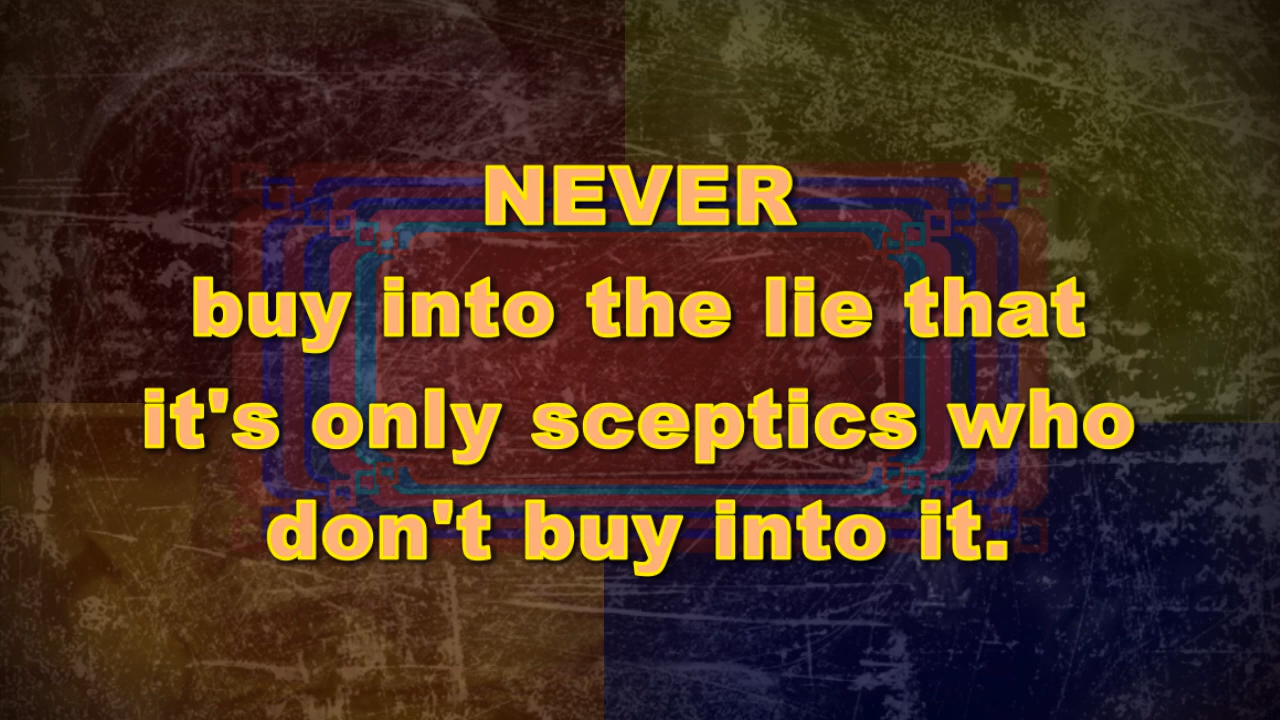 NEVER
buy into the lie that
it's only sceptics who
don't buy into it.